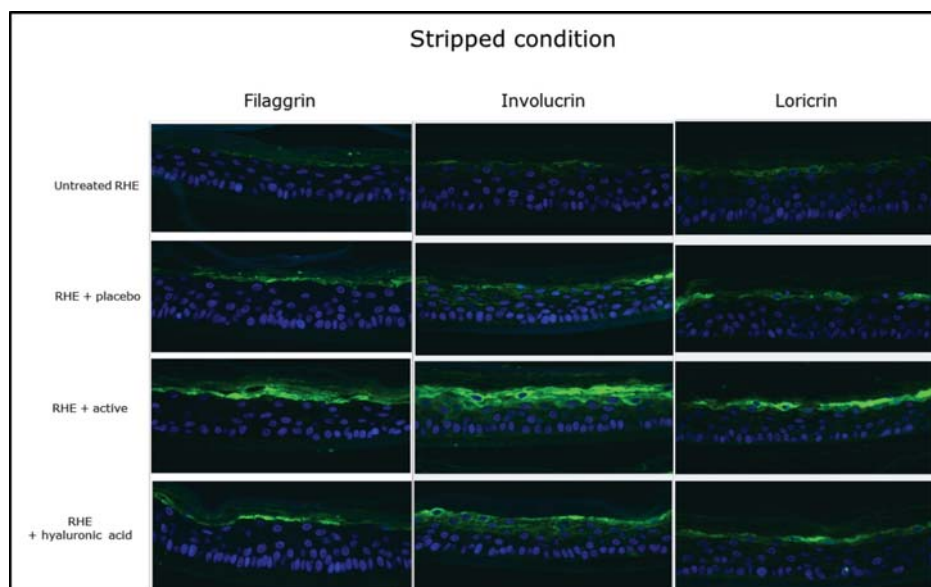 Stripped condition
Filaggrin
Involucrin
Loricrin
Untreated RHE
RHE + placebo
RHE + active
RHE
+ hyaluronic acid